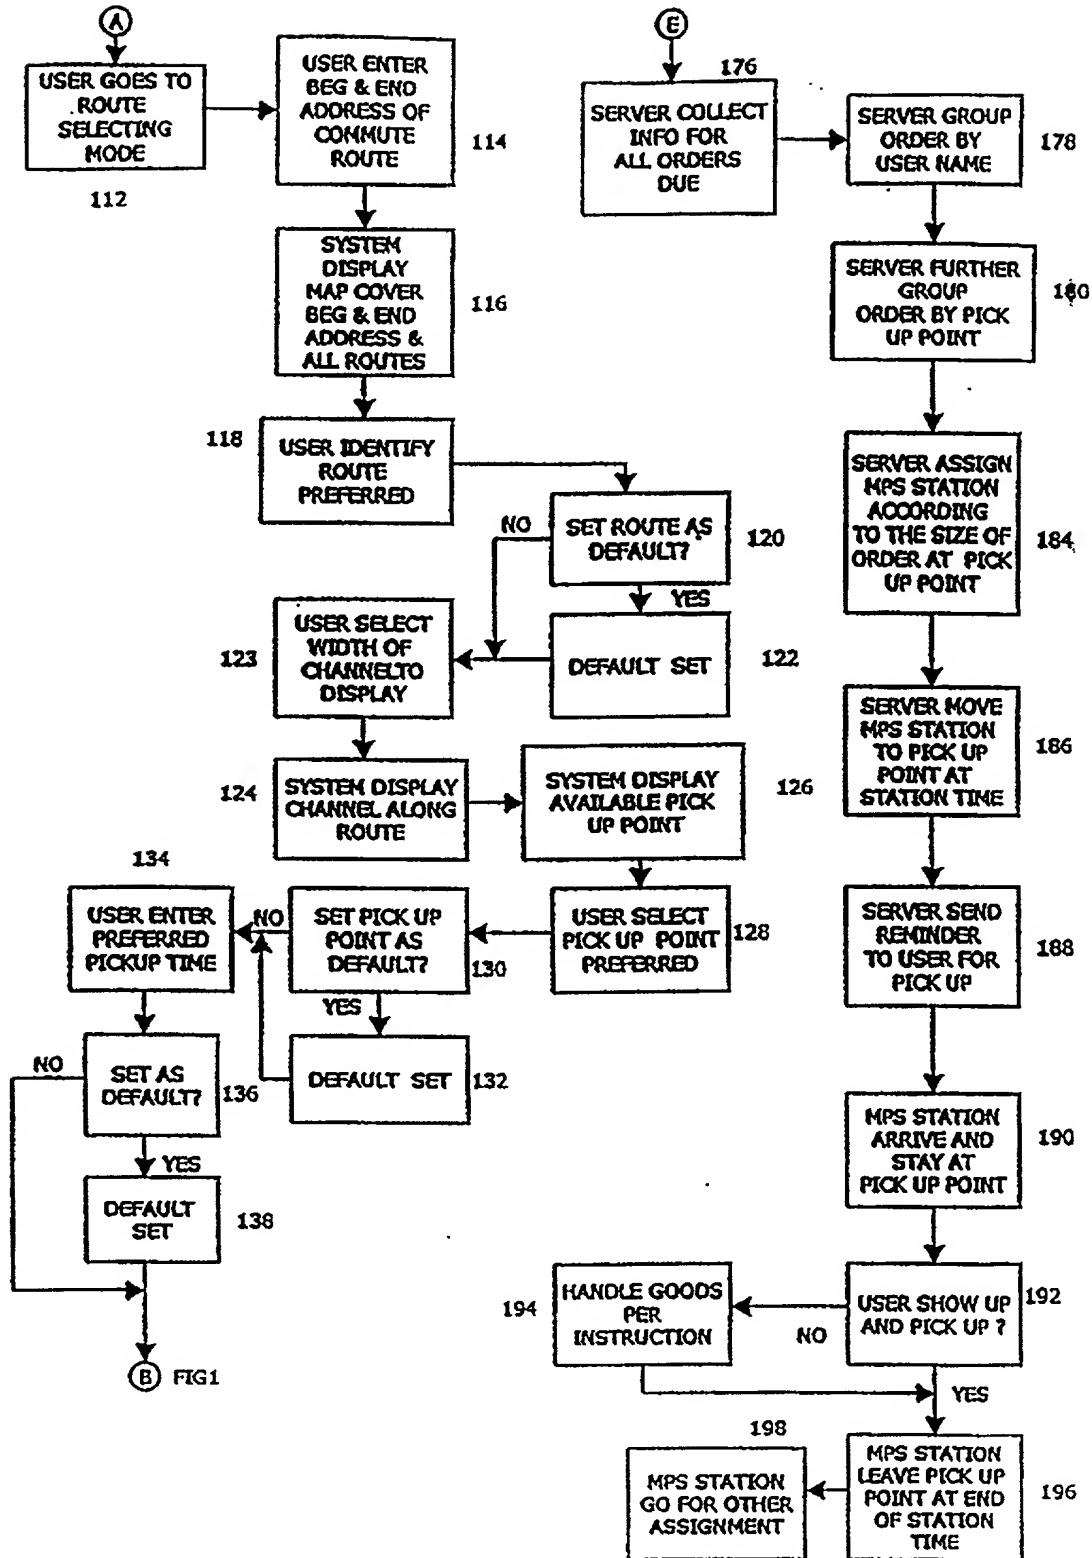 A
USER GOES TO
ROUTE
SELECTING
MODE
112
USER ENTER
BEG & END
ADDRESS OF
COMMUTE
ROUTE
114
SYSTEM
DISPLAY
MAP COVER
BEG & END
ADDRESS &
ALL ROUTES
116
118
USER IDENTIFY
ROUTE
PREFERRED
NO
SET ROUTE AS
DEFAULT?
120
YES
DEFAULT SET
122
123
USER SELECT
WIDTH OF
CHANNELTO
DISPLAY
124
SYSTEM DISPLAY
CHANNEL ALONG
ROUTE
SYSTEM DISPLAY
AVAILABLE PICK
UP POINT
126
USER SELECT
PICK UP POINT
PREFERRED
128
SET PICK UP
POINT AS
DEFAULT?
130
NO
YES
DEFAULT SET
132
134
USER ENTER
PREFERRED
PICKUP TIME
NO
SET AS
DEFAULT?
136
YES
DEFAULT
SET
138
B
FIG1
E
176
SERVER COLLECT
INFO FOR
ALL ORDERS
DUE
SERVER GROUP
ORDER BY
USER NAME
178
SERVER FURTHER
GROUP
ORDER BY PICK
UP POINT
180
SERVER ASSIGN
MPS STATION
ACCORDING
TO THE SIZE OF
ORDER AT PICK
UP POINT
184
SERVER MOVE
MPS STATION
TO PICK UP
POINT AT
STATION TIME
186
SERVER SEND
REMINDER
TO USER FOR
PICK UP
188
MPS STATION
ARRIVE AND
STAY AT
PICK UP POINT
190
USER SHOW UP
AND PICK UP ?
192
NO
194
HANDLE GOODS
PER
INSTRUCTION
YES
MPS STATION
LEAVE PICK UP
POINT AT END
OF STATION
TIME
196
198
MPS STATION
GO FOR OTHER
ASSIGNMENT